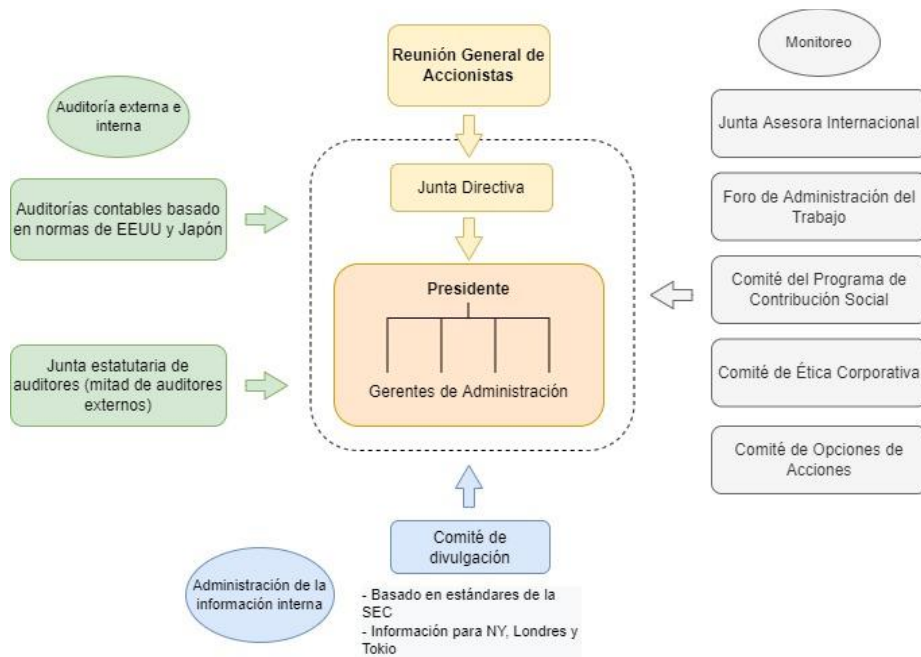 Reunión General de
Accionistas
Monitoreo
Auditoría externa e
interna
Junta Asesora Internacional
Junta Directiva
Auditorías contables basado
en normas de EEUU y Japón
Foro de Administración del
Trabajo
Presidente
Gerentes de Administración
Comité del Programa de
Contribución Social
Junta estatutaria de
auditores (mitad de auditores
externos)
Comité de Ética Corporativa
Comité de Opciones de
Acciones
Comité de
divulgación
Administración de la
información interna
- Basado en estándares de la
SEC
- Información para NY, Londres y
Tokio